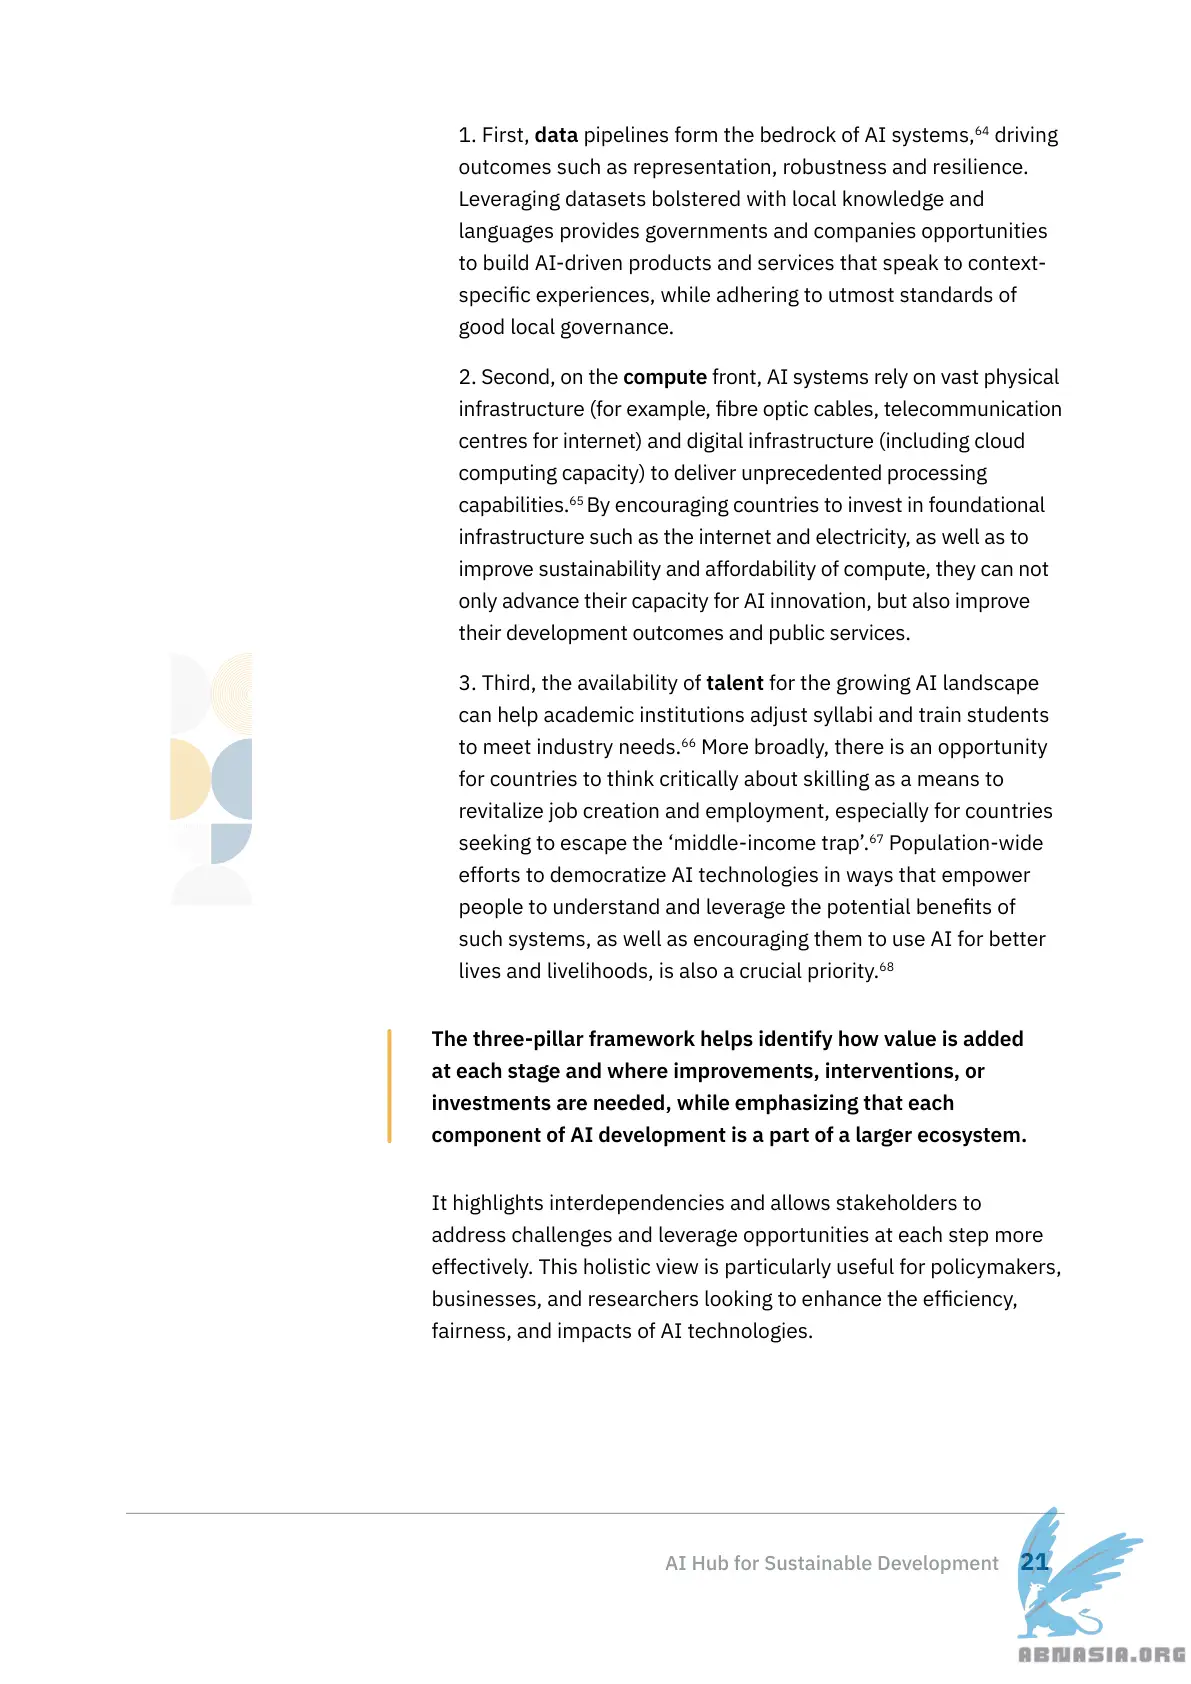 1. First, data pipelines form the bedrock of AI systems,64 driving
outcomes such as representation, robustness and resilience.
Leveraging datasets bolstered with local knowledge and
languages provides governments and companies opportunities
to build AI-driven products and services that speak to context-
specific experiences, while adhering to utmost standards of
good local governance.
2. Second, on the compute front, AI systems rely on vast physical
infrastructure (for example, fibre optic cables, telecommunication
centres for internet) and digital infrastructure (including cloud
computing capacity) to deliver unprecedented processing
capabilities.65 By encouraging countries to invest in foundational
infrastructure such as the internet and electricity, as well as to
improve sustainability and affordability of compute, they can not
only advance their capacity for AI innovation, but also improve
their development outcomes and public services.
3. Third, the availability of talent for the growing AI landscape
can help academic institutions adjust syllabi and train students
to meet industry needs.66 More broadly, there is an opportunity
for countries to think critically about skilling as a means to
revitalize job creation and employment, especially for countries
seeking to escape the ‘middle-income trap’.67 Population-wide
efforts to democratize AI technologies in ways that empower
people to understand and leverage the potential benefits of
such systems, as well as encouraging them to use AI for better
lives and livelihoods, is also a crucial priority.68
The three-pillar framework helps identify how value is added
at each stage and where improvements, interventions, or
investments are needed, while emphasizing that each
component of AI development is a part of a larger ecosystem.
It highlights interdependencies and allows stakeholders to
address challenges and leverage opportunities at each step more
effectively. This holistic view is particularly useful for policymakers,
businesses, and researchers looking to enhance the efficiency,
fairness, and impacts of AI technologies.
AI Hub for Sustainable Development 21
ABNASIA.ORG